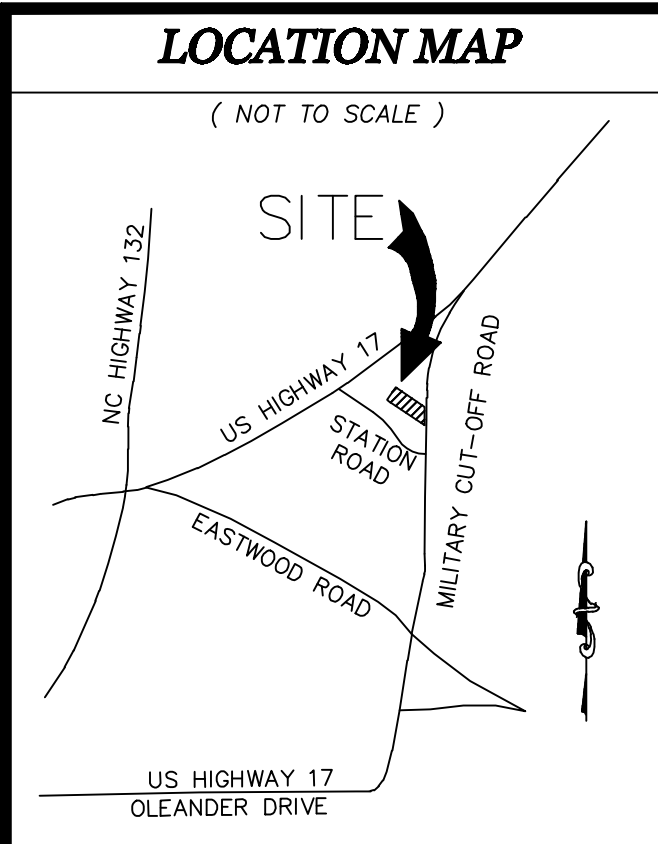 LOCATION MAP
( NOT TO SCALE )
SITE
NC HIGHWAY 132
US HIGHWAY 17
STATION
ROAD
MILITARY CUT-OFF ROAD
EASTWOOD ROAD
US HIGHWAY 17
OLEANDER DRIVE